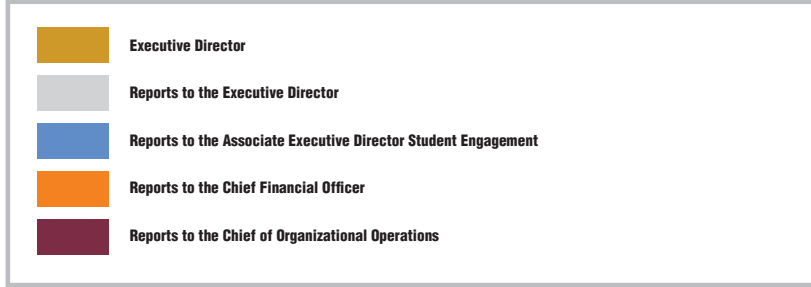 Executive Director
Reports to the Executive Director
Reports to the Associate Executive Director Student Engagement
Reports to the Chief Financial Officer
Reports to the Chief of Organizational Operations